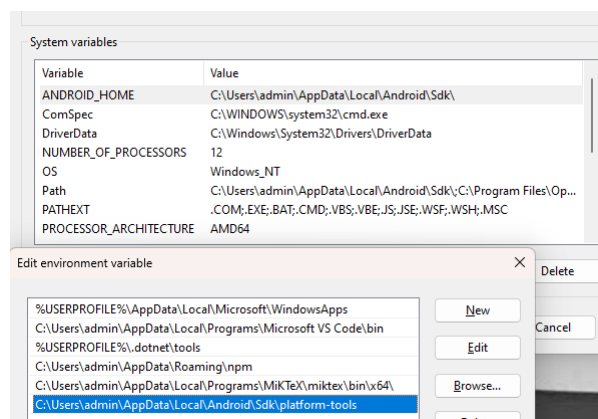 System variables
Variable Value
ANDROID_HOME C:\Users\admin\AppData\Local\Android\Sdk\
ComSpec C:\WINDOWS\system32\cmd.exe
DriverData C:\Windows\System32\Drivers\DriverData
NUMBER_OF_PROCESSORS 12
OS Windows_NT
Path C:\Users\admin\AppData\Local\Android\Sdk\;C:\Program Files\Op...
PATHEXT .COM;.EXE;.BAT;.CMD;.VBS;.VBE;.JS;.JSE;.WSF;.WSH;.MSC
PROCESSOR_ARCHITECTURE AMD64
Edit environment variable
Delete
%USERPROFILE%\AppData\Local\Microsoft\WindowsApps
New
C:\Users\admin\AppData\Local\Programs\Microsoft VS Code\bin
Cancel
%USERPROFILE%\.dotnet\tools
Edit
C:\Users\admin\AppData\Roaming\npm
C:\Users\admin\AppData\Local\Programs\MiKTeX\miktex\bin\x64\
Browse...
C:\Users\admin\AppData\Local\Android\Sdk\platform-tools